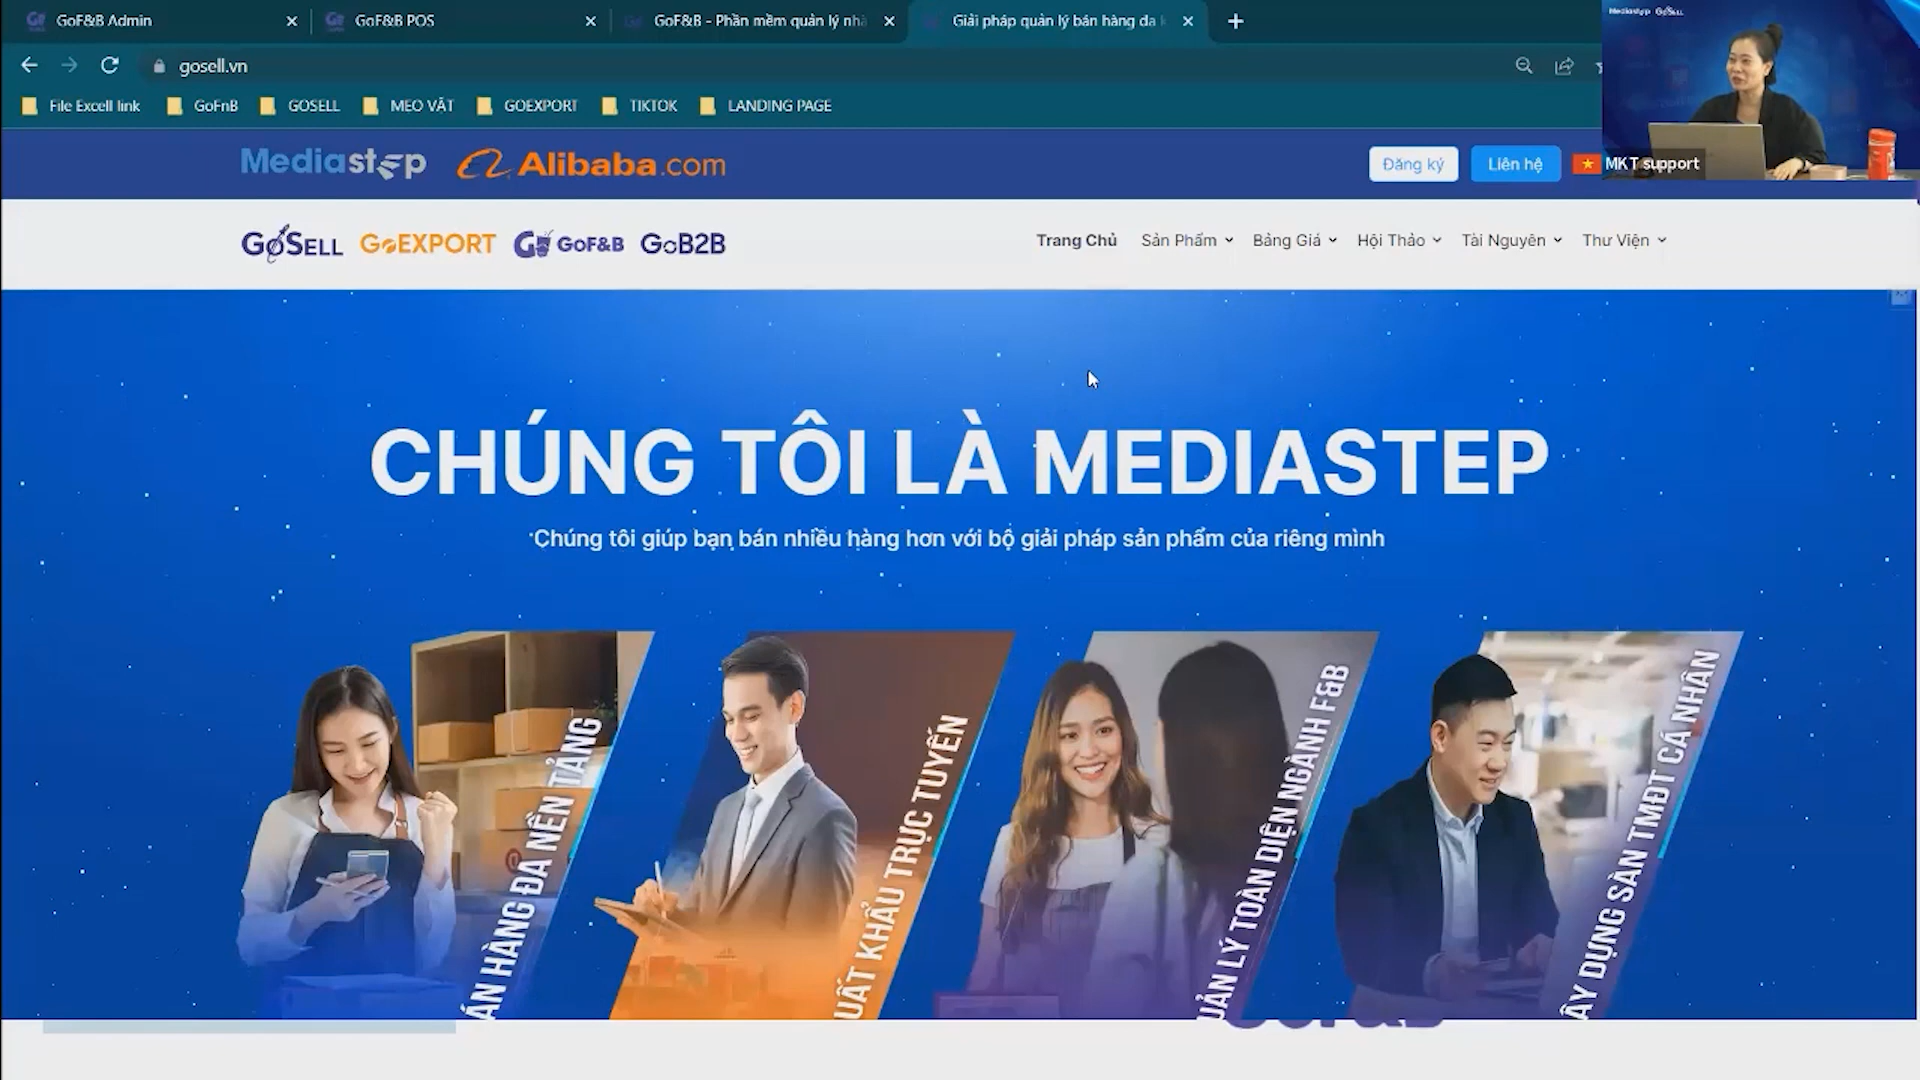 GoF&B Admin
GoF&B POS
GoF&B - Phần mềm quản lý nhà
Giải pháp quản lý bán hàng đa k
gosell.vn
File Excell link
GoFnB
GOSELL
MẸO VẶT
GOEXPORT
TIKTOK
LANDING PAGE
Mediastep GoSELL
MKT support
Mediastep
Alibaba.com
Đăng ký
Liên hệ
GoSELL
GoEXPORT
GoF&B
GoB2B
Trang Chủ
Sản Phẩm
Bảng Giá
Hội Thảo
Tài Nguyên
Thư Viện
CHÚNG TÔI LÀ MEDIASTEP
Chúng tôi giúp bạn bán nhiều hàng hơn với bộ giải pháp sản phẩm của riêng mình
ÁN HÀNG ĐA NỀN TẢNG
UẤT KHẨU TRỰC TUYẾN
UẢN LÝ TOÀN DIỆN NGÀNH F&B
ÂY DỰNG SÀN TMĐT CÁ NHÂN